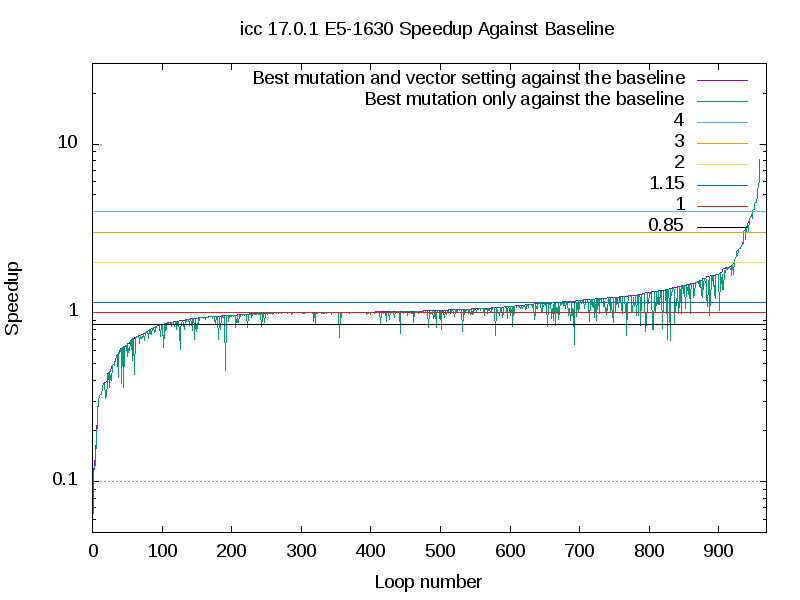 icc 17.0.1 E5-1630 Speedup Against Baseline
Best mutation and vector setting against the baseline
Best mutation only against the baseline
4
3
2
1.15
1
0.85
10
1
0.1
Speedup
0 100 200 300 400 500 600 700 800 900
Loop number